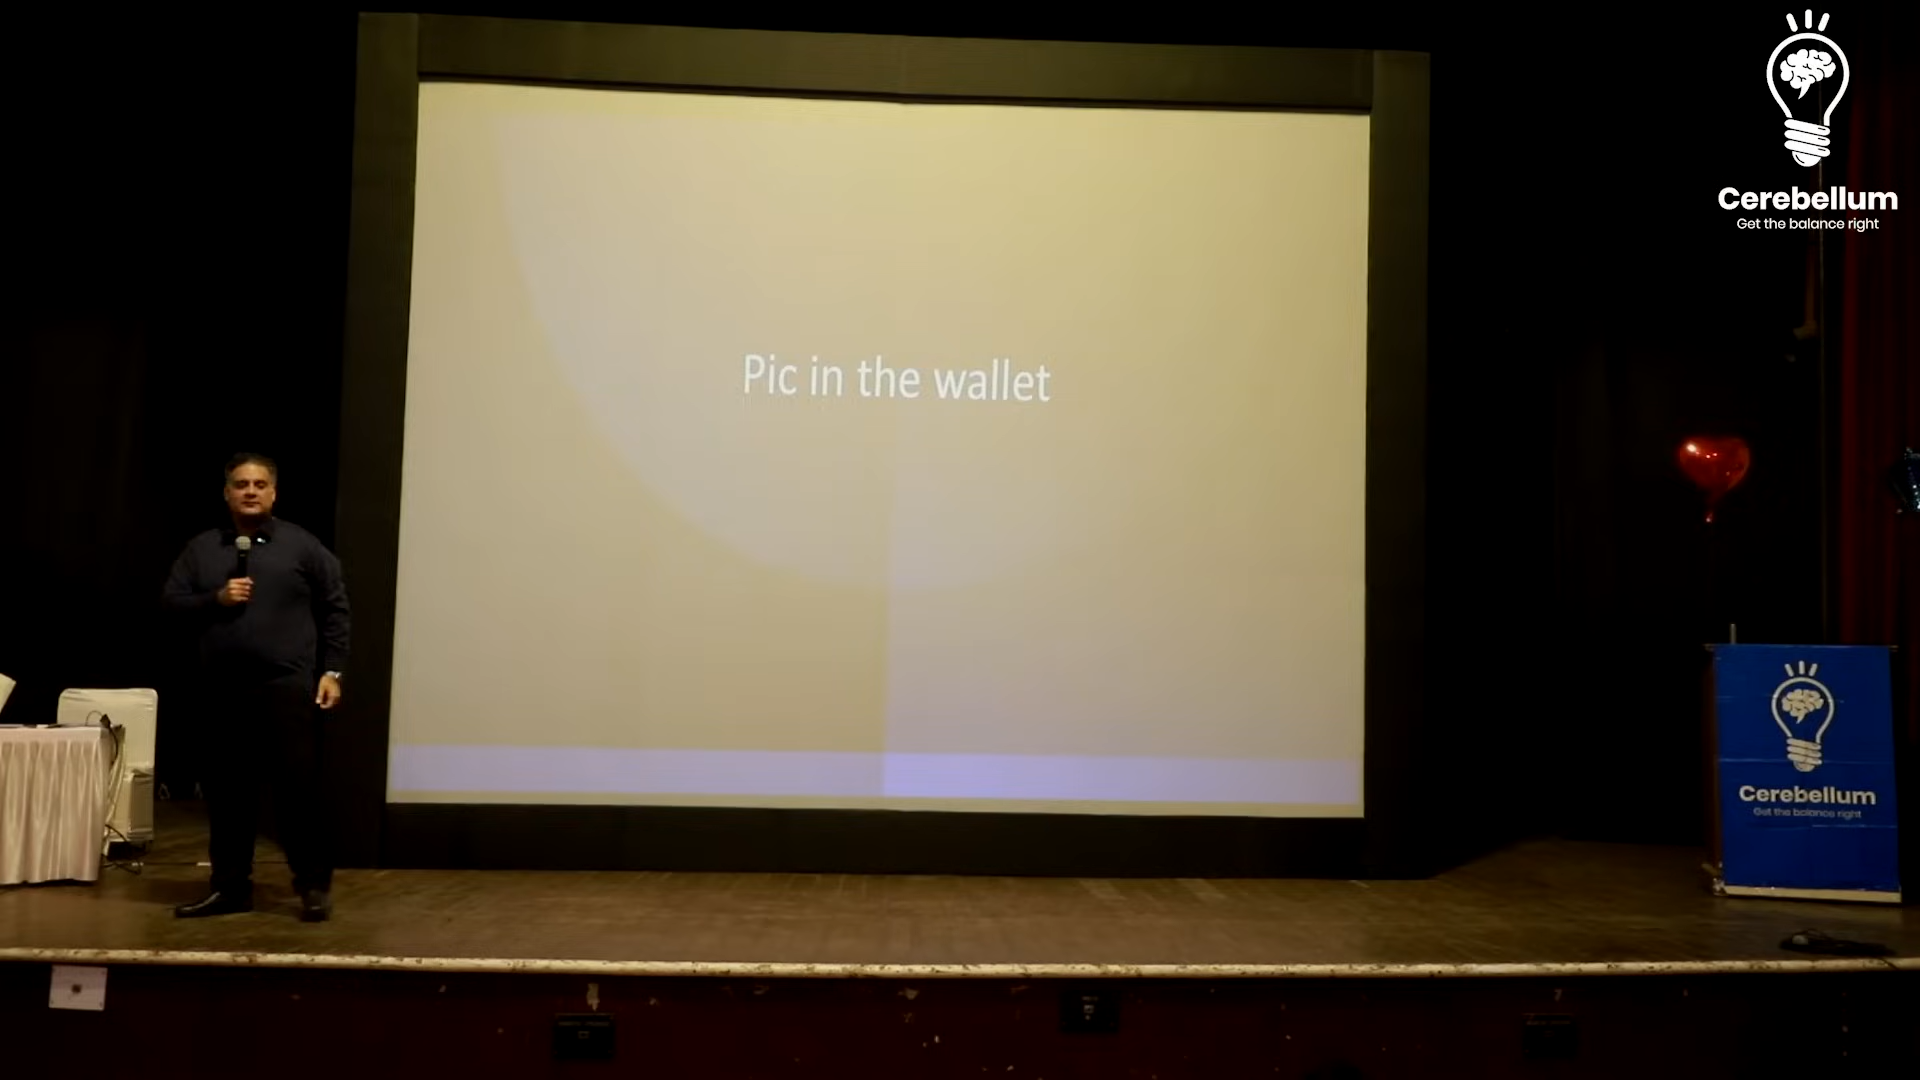 Pic in the wallet
Cerebellum
Get the balance right
Cerebellum
Get the balance right